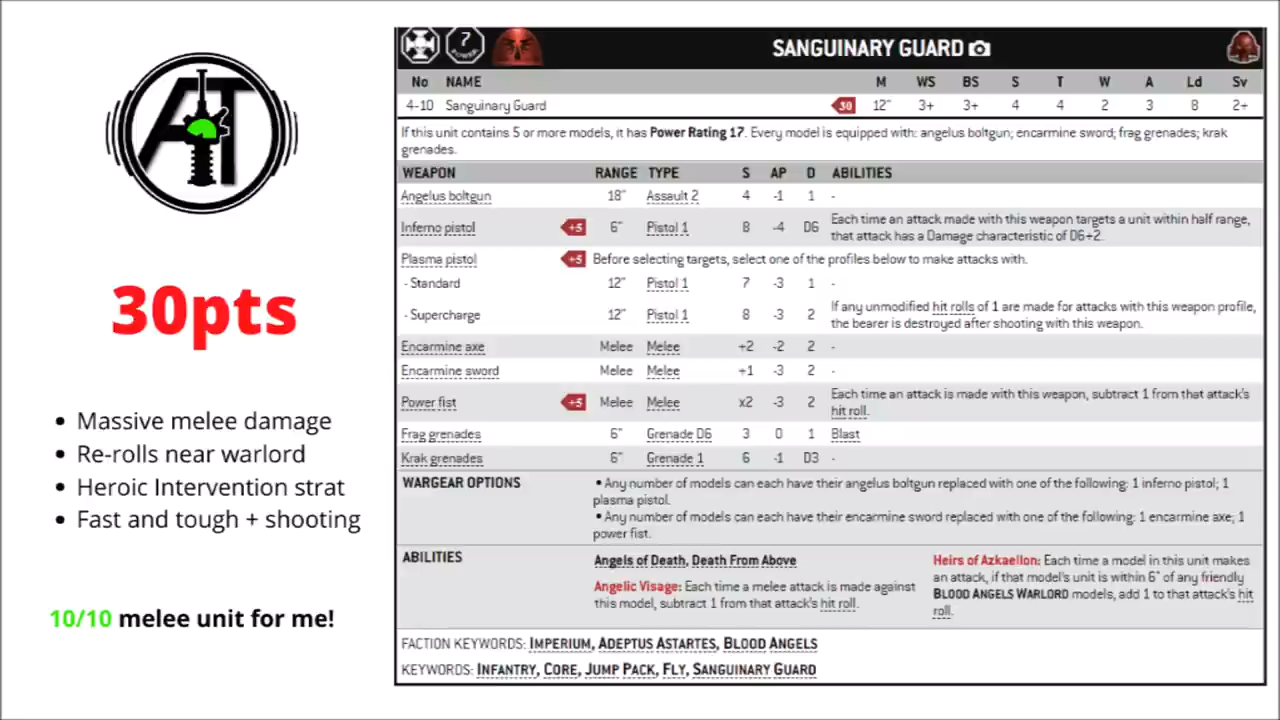 AT
30pts
• Massive melee damage
• Re-rolls near warlord
• Heroic Intervention strat
• Fast and tough + shooting
10/10 melee unit for me!
7
POWER
SANGUINARY GUARD
No NAME M WS BS S T W A Ld Sv
4-10 Sanguinary Guard 30 12" 3+ 3+ 4 4 2 3 8 2+
If this unit contains 5 or more models, it has Power Rating 17. Every model is equipped with: angelus boltgun; encarmine sword; frag grenades; krak
grenades.
WEAPON RANGE TYPE S AP D ABILITIES
Angelus boltgun 18" Assault 2 4 -1 1 -
Inferno pistol +5 6" Pistol 1 8 -4 D6 Each time an attack made with this weapon targets a unit within half range,
that attack has a Damage characteristic of D6+2.
Plasma pistol +5 Before selecting targets, select one of the profiles below to make attacks with.
- Standard 12" Pistol 1 7 -3 1 -
- Supercharge 12" Pistol 1 8 -3 2 If any unmodified hit rolls of 1 are made for attacks with this weapon profile,
the bearer is destroyed after shooting with this weapon.
Encarmine axe Melee Melee +2 -2 2 -
Encarmine sword Melee Melee +1 -3 2 -
Power fist +5 Melee Melee x2 -3 2 Each time an attack is made with this weapon, subtract 1 from that attack's
hit roll.
Frag grenades 6" Grenade D6 3 0 1 Blast
Krak grenades 6" Grenade 1 6 -1 D3 -
WARGEAR OPTIONS • Any number of models can each have their angelus boltgun replaced with one of the following: 1 inferno pistol; 1
plasma pistol.
• Any number of models can each have their encarmine sword replaced with one of the following: 1 encarmine axe; 1
power fist.
ABILITIES
Angels of Death, Death From Above
Angelic Visage: Each time a melee attack is made against
this model, subtract 1 from that attack's hit roll.
Heirs of Azkaellon: Each time a model in this unit makes
an attack, if that model's unit is within 6" of any friendly
BLOOD ANGELS WARLORD models, add 1 to that attack's hit
roll.
FACTION KEYWORDS: IMPERIUM, ADEPTUS ASTARTES, BLOOD ANGELS
KEYWORDS: INFANTRY, CORE, JUMP PACK, FLY, SANGUINARY GUARD